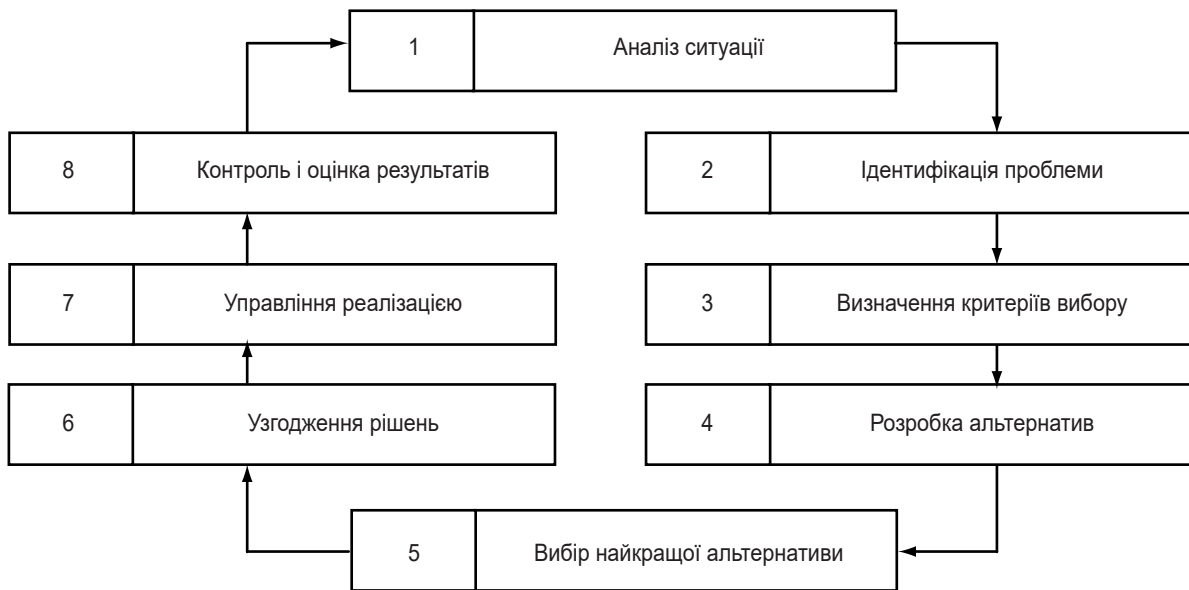 1 Аналіз ситуації
2 Ідентифікація проблеми
3 Визначення критеріїв вибору
4 Розробка альтернатив
5 Вибір найкращої альтернативи
6 Узгодження рішень
7 Управління реалізацією
8 Контроль і оцінка результатів